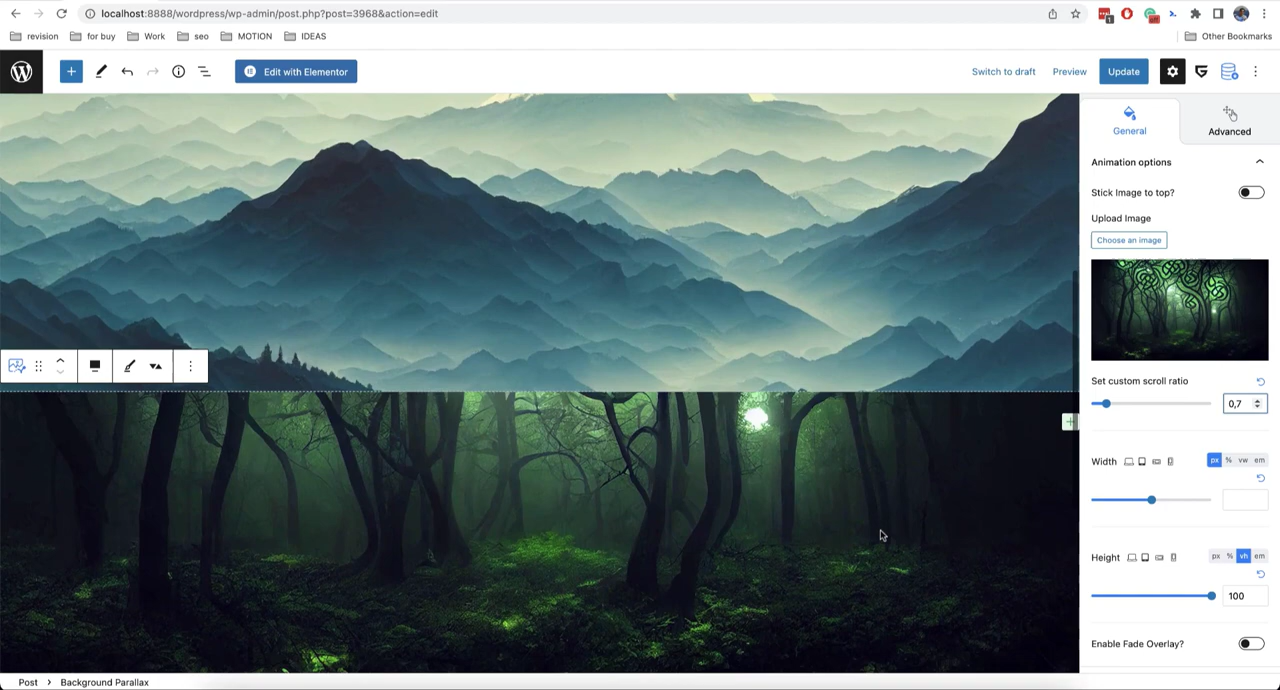 localhost:8888/wordpress/wp-admin/post.php?post=3968&action=edit
revision for buy Work seo MOTION IDEAS Other Bookmarks
Edit with Elementor Switch to draft Preview Update
General Advanced
Animation options
Stick Image to top?
Upload Image
Choose an image
Set custom scroll ratio
0,7
Width px % vw em
Height px % vh em
100
Enable Fade Overlay?
Post > Background Parallax